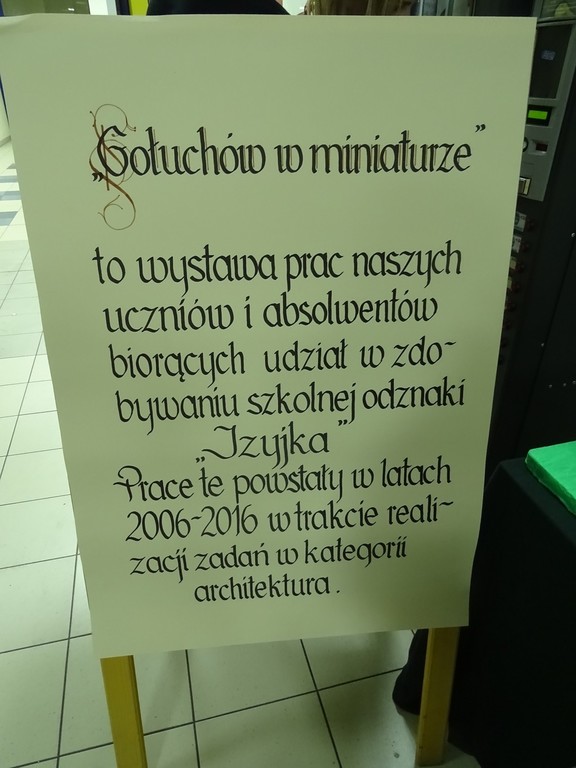 „Gołuchów w miniaturze”
to wystawa prac naszych
uczniów i absolwentów
biorących udział w zdo-
bywaniu szkolnej odznaki
„Izyjka”
Prace te powstały w latach
2006-2016 w trakcie reali-
zacji zadań w kategorii
architektura.